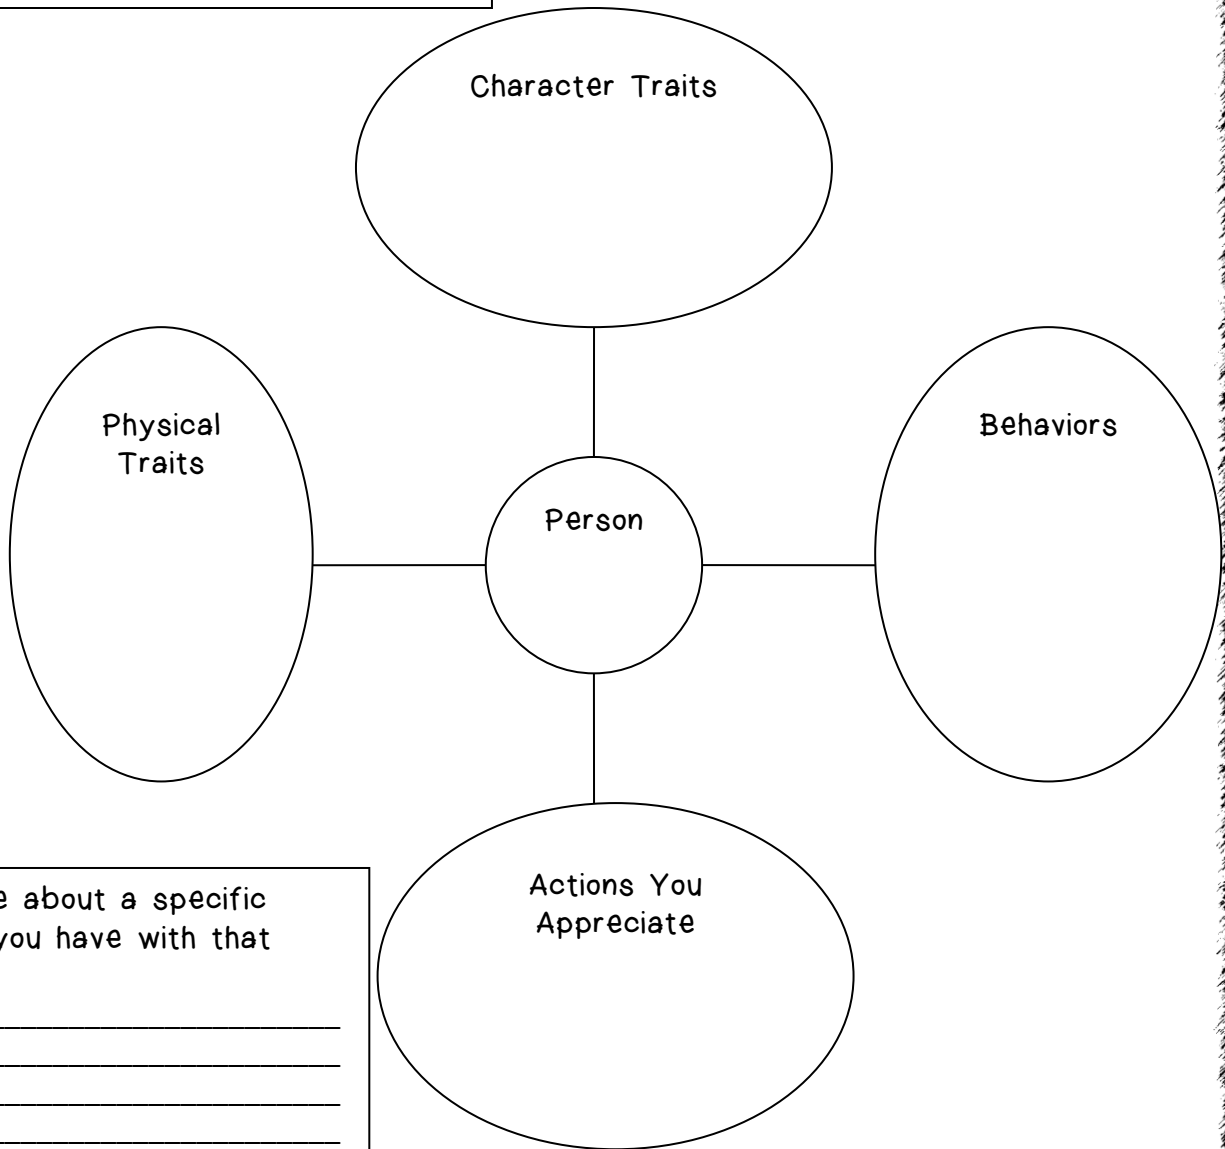 Character Traits
Physical
Traits
Behaviors
Person
Actions You
Appreciate
about a specific
you have with that